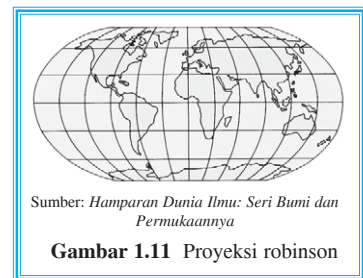 Sumber: Hamparan Dunia Ilmu: Seri Bumi dan
Permukaannya
Gambar 1.11 Proyeksi robinson